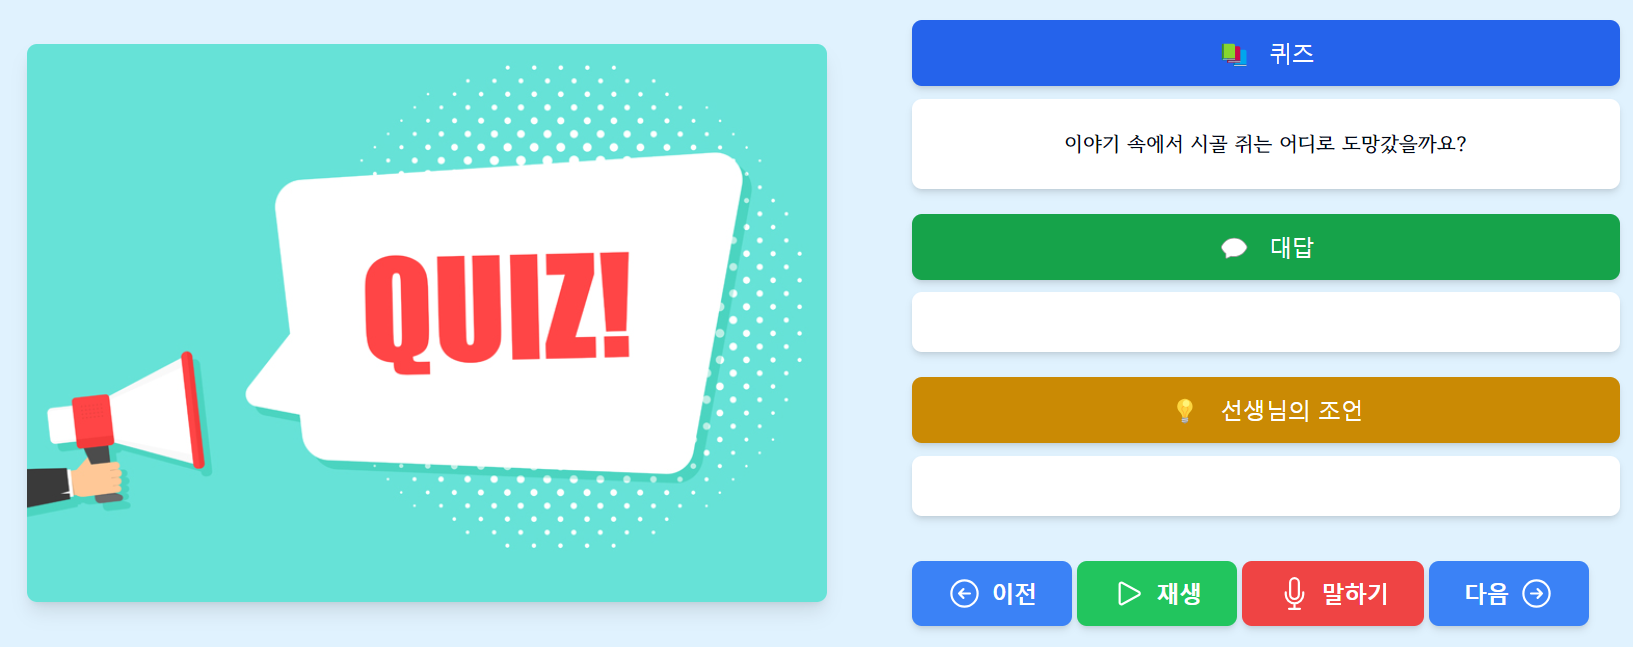 QUIZ!
퀴즈
이야기 속에서 시골 쥐는 어디로 도망갔을까요?
대답
선생님의 조언
이전
재생
말하기
다음